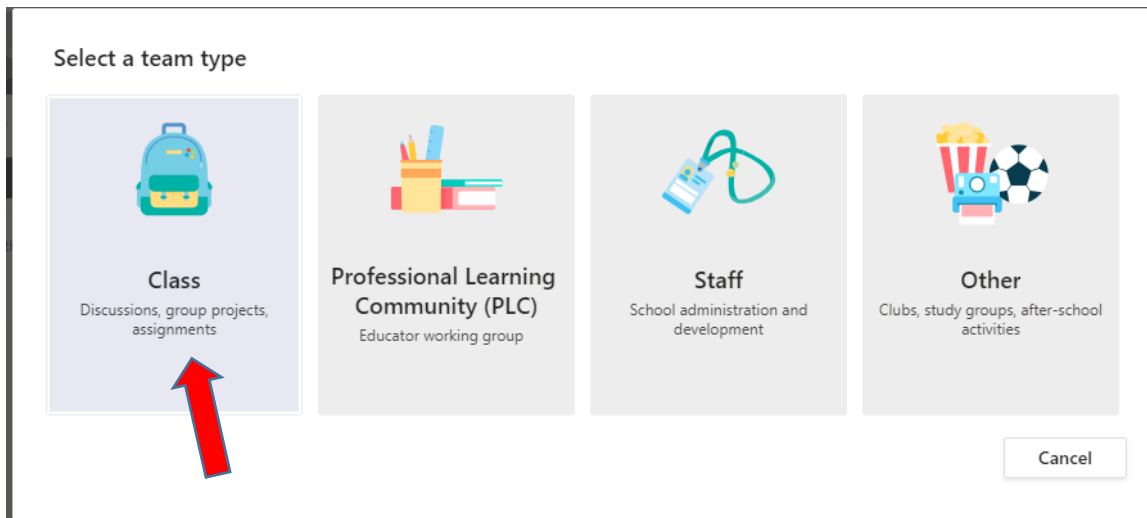 Select a team type
Class
Discussions, group projects,
assignments
Professional Learning
Community (PLC)
Educator working group
Staff
School administration and
development
Other
Clubs, study groups, after-school
activities
Cancel